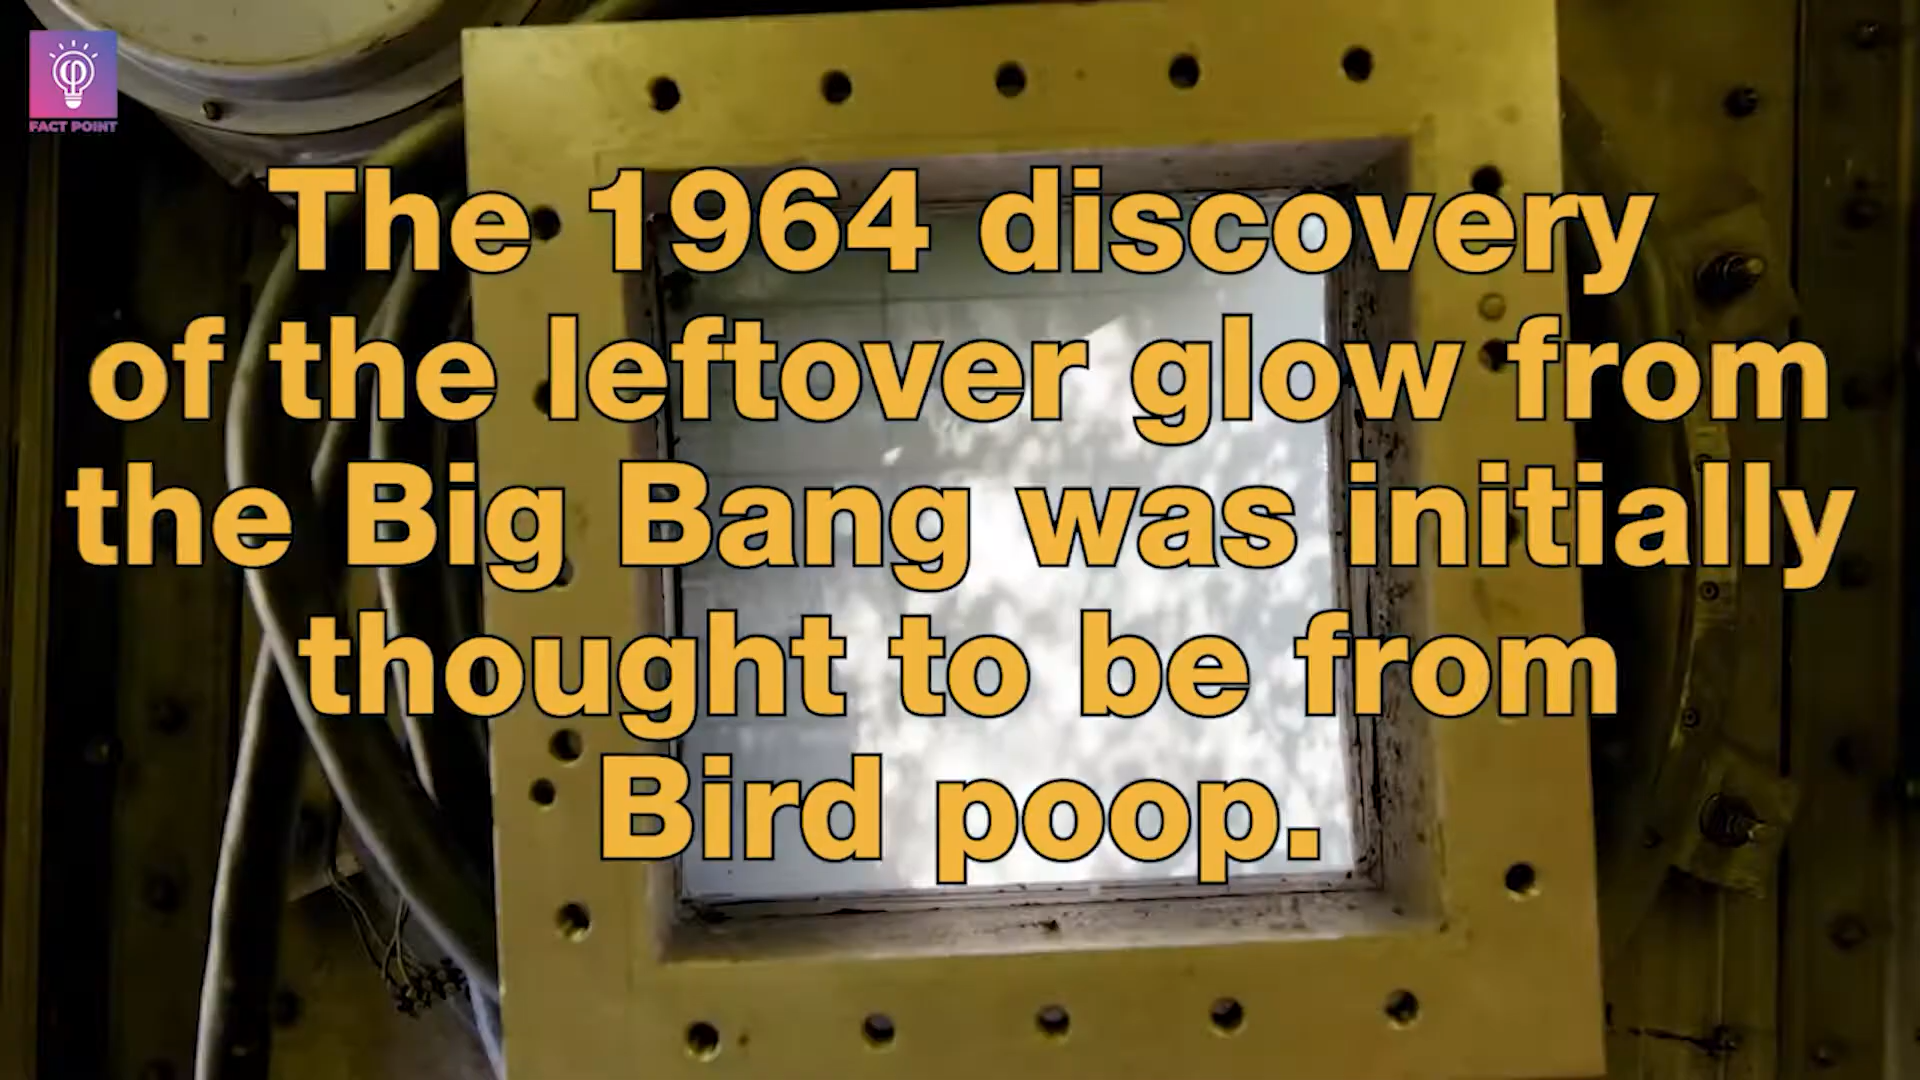 FACT POINT
The 1964 discovery
of the leftover glow from
the Big Bang was initially
thought to be from
Bird poop.